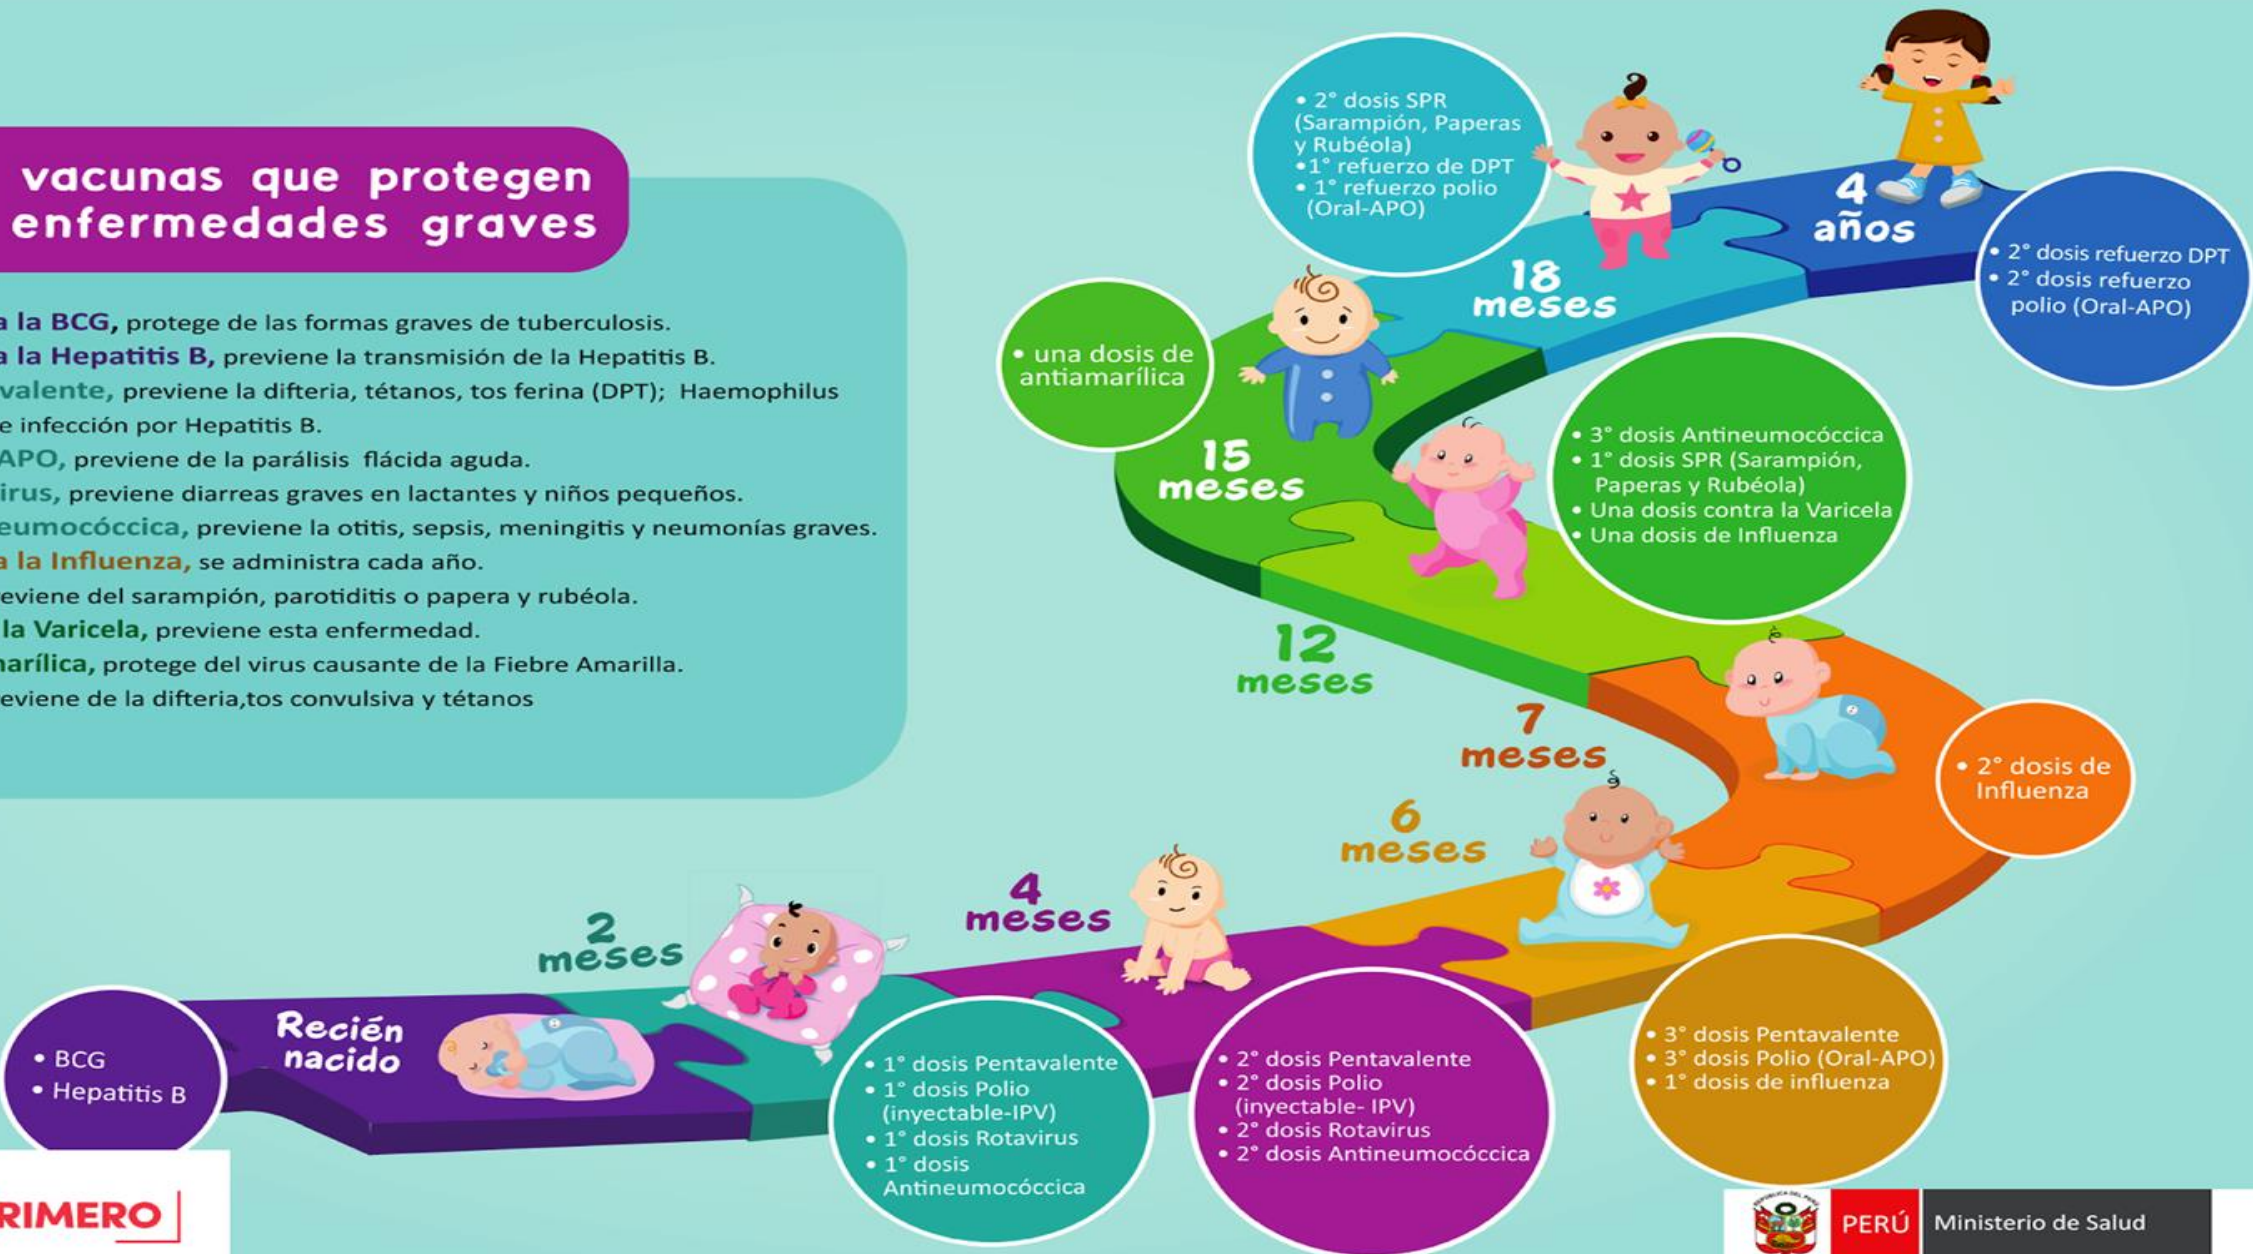 vacunas que protegen
enfermedades graves
a la BCG, protege de las formas graves de tuberculosis.
a la Hepatitis B, previene la transmisión de la Hepatitis B.
valente, previene la difteria, tétanos, tos ferina (DPT); Haemophilus
e infección por Hepatitis B.
APO, previene de la parálisis flácida aguda.
irus, previene diarreas graves en lactantes y niños pequeños.
eumocóccica, previene la otitis, sepsis, meningitis y neumonías graves.
a la Influenza, se administra cada año.
eviene del sarampión, parotiditis o papera y rubéola.
la Varicela, previene esta enfermedad.
arílica, protege del virus causante de la Fiebre Amarilla.
eviene de la difteria,tos convulsiva y tétanos
Recién
nacido
• BCG
• Hepatitis B
2
meses
• 1° dosis Pentavalente
• 1° dosis Polio
(inyectable-IPV)
• 1° dosis Rotavirus
• 1° dosis
Antineumocóccica
4
meses
• 2° dosis Pentavalente
• 2° dosis Polio
(inyectable- IPV)
• 2° dosis Rotavirus
• 2° dosis Antineumocóccica
6
meses
• 3° dosis Pentavalente
• 3° dosis Polio (Oral-APO)
• 1° dosis de influenza
7
meses
• 2° dosis de
Influenza
12
meses
• 3° dosis Antineumocóccica
• 1° dosis SPR (Sarampión,
Paperas y Rubéola)
• Una dosis contra la Varicela
• Una dosis de Influenza
15
meses
• una dosis de
antiamarílica
18
meses
• 2° dosis SPR
(Sarampión, Paperas
y Rubéola)
•1° refuerzo de DPT
• 1° refuerzo polio
(Oral-APO)
4
años
• 2° dosis refuerzo DPT
• 2° dosis refuerzo
polio (Oral-APO)
RIMERO
PERÚ
Ministerio de Salud